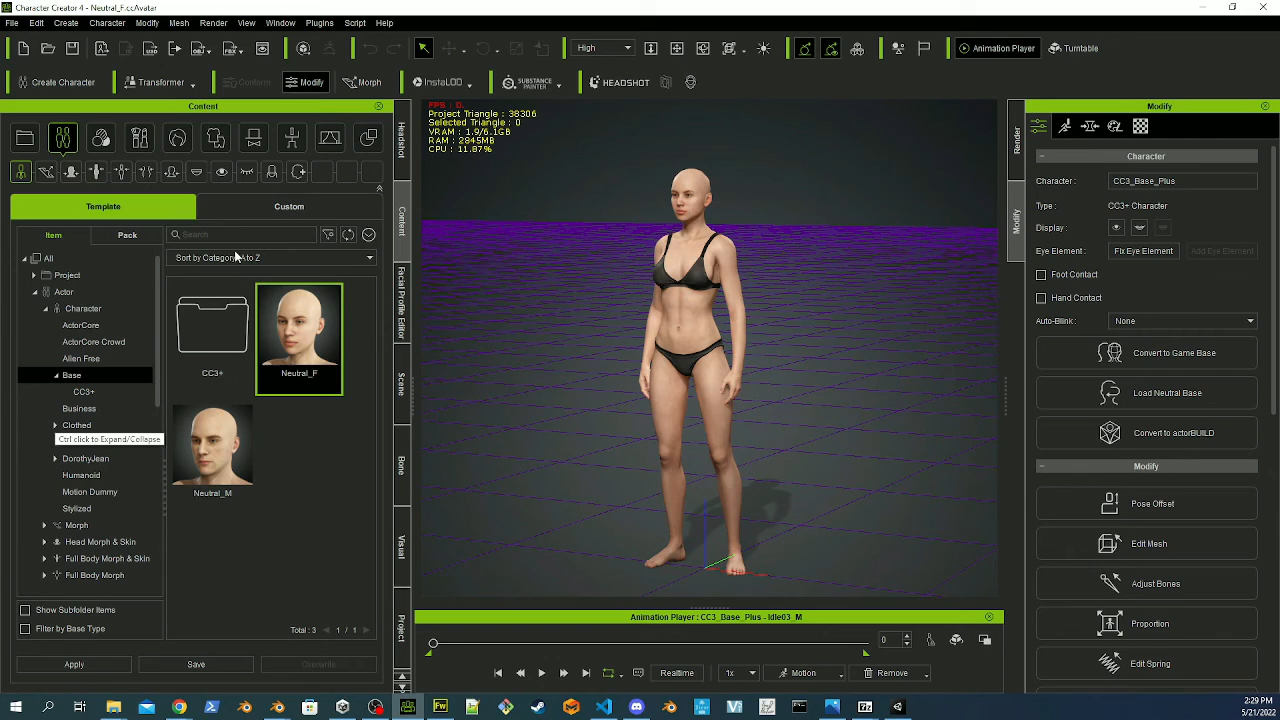 Character Creator 4 - Neutral_F.ccAvatar
File Edit Create Character Modify Mesh Render View Window Plugins Script Help
High Animation Player Turntable
Create Character Transformer Conform Modify Morph InstaLOD SUBSTANCE PAINTER HEADSHOT
Content
Template Custom
Item Pack Search
Sort by Category to Z
All
Project
Actor
Character
ActorCore
ActorCore Crowd
Alien Free
Base
CC3+
Business
Clothed
Ctrl click to Expand/Collapse
DorothyJean
Humanoid
Motion Dummy
Stylized
Morph
Head Morph & Skin
Full Body Morph & Skin
Full Body Morph
CC3+
Neutral_F
Neutral_M
Show Subfolder Items
Filter by Base Type
Total : 3 1 / 1
Apply Save Overwrite
Headshot
Content
Facial Profile Editor
Scene
Bone
Visual
Project
FPS : 0.
Project Triangle : 38306
Selected Triangle : 0
VRAM : 1.9/6.1GB
RAM : 2845MB
CPU : 11.87%
Animation Player : CC3_Base_Plus - Idle03_M
0
Realtime 1x Motion Remove
Render
Modify
Modify
Character
Character : CC3_Base_Plus
Type : CC3+ Character
Display :
Eye Element : Fix Eye Element Add Eye Element
Foot Contact
Hand Contact
Auto-Blink : None
Convert to Game Base
Load Neutral Base
Convert to actorBUILD
Modify
Pose Offset
Edit Mesh
Adjust Bones
Proportion
Edit Spring
2:29 PM
5/21/2022